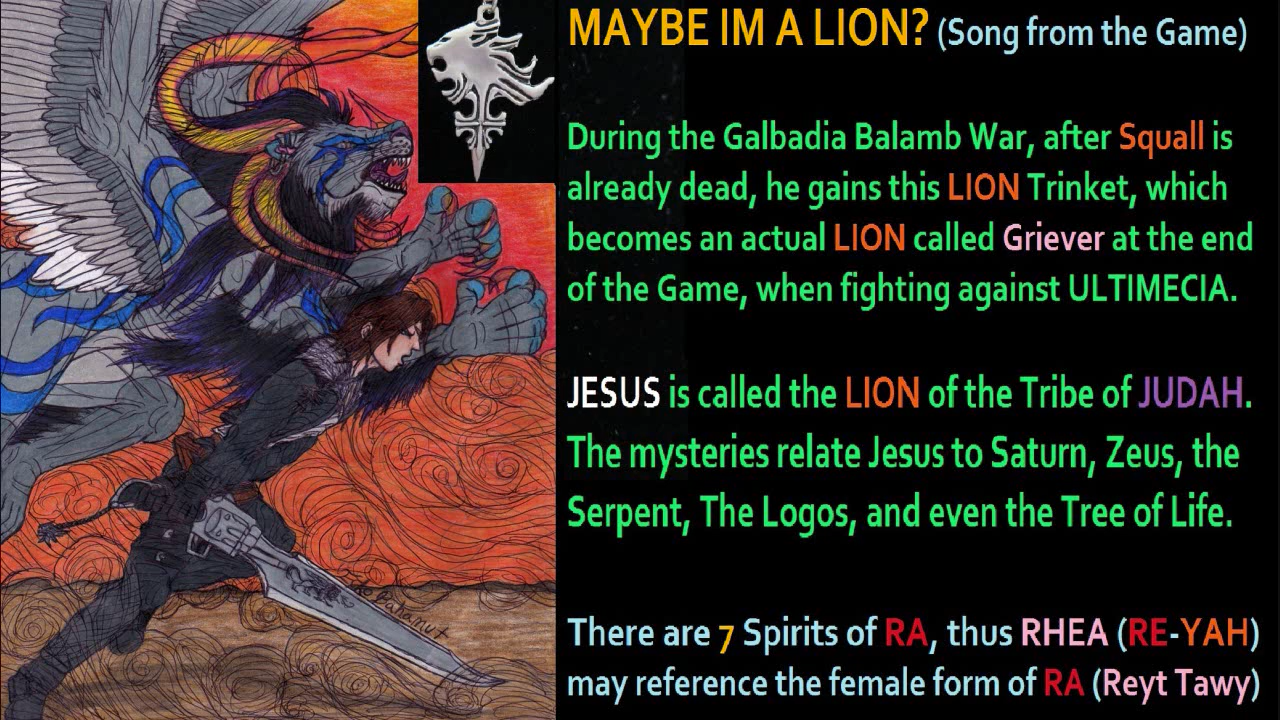 MAYBE IM A LION? (Song from the Game)
During the Galbadia Balamb War, after Squall is
already dead, he gains this LION Trinket, which
becomes an actual LION called Griever at the end
of the Game, when fighting against ULTIMECIA.
JESUS is called the LION of the Tribe of JUDAH.
The mysteries relate Jesus to Saturn, Zeus, the
Serpent, The Logos, and even the Tree of Life.
There are 7 Spirits of RA, thus RHEA (RE-YAH)
may reference the female form of RA (Reyt Tawy)